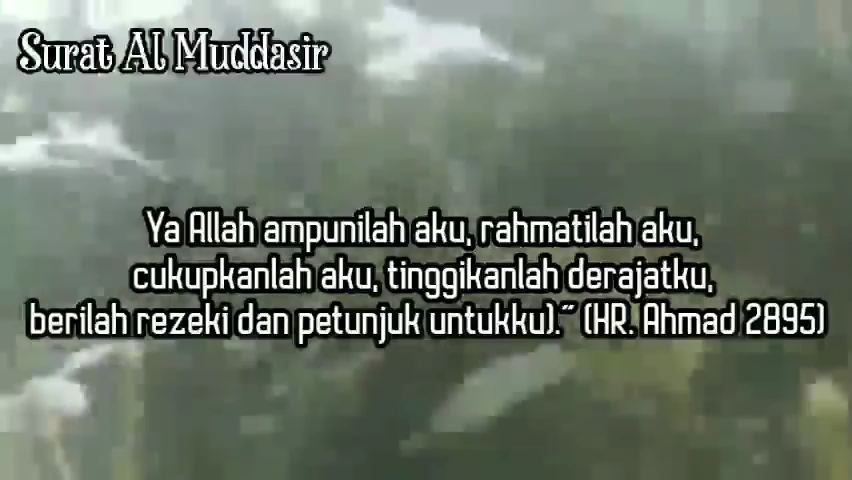 Surat Al Muddasir
Ya Allah ampunilah aku, rahmatilah aku,
cukupkanlah aku, tinggikanlah derajatku,
berilah rezeki dan petunjuk untukku)." (HR. Ahmad 2895)